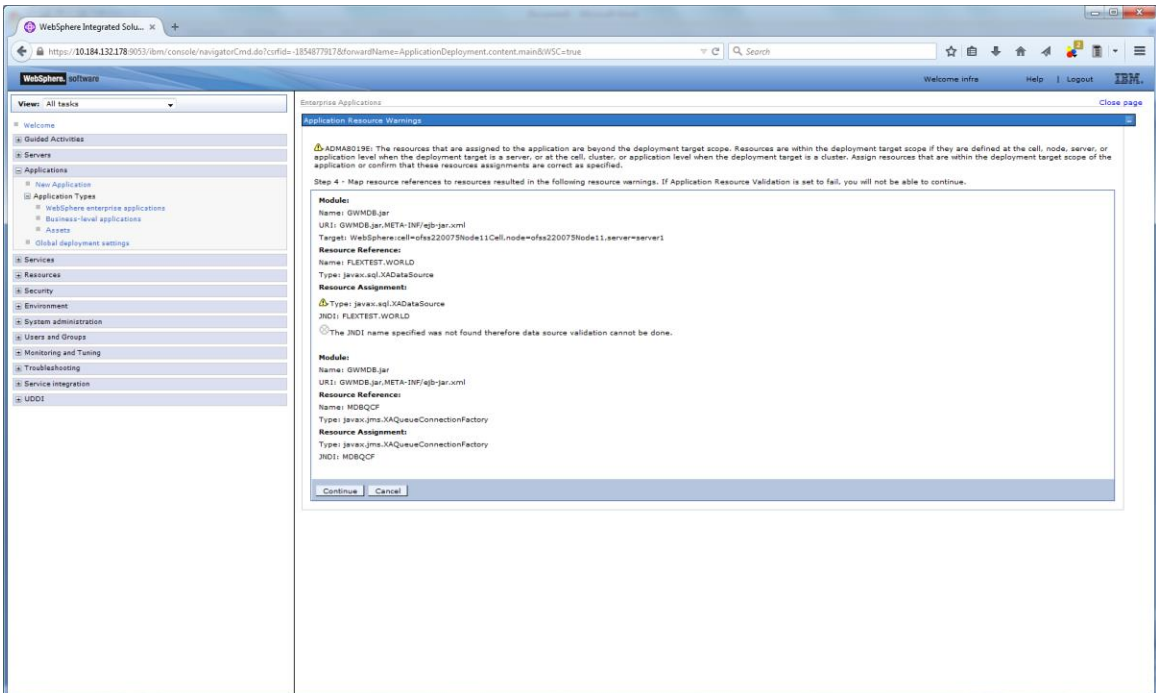 WebSphere Integrated Solu...
https://10.184.132.178:9053/ibm/console/navigatorCmd.do?csrfid=-1854877917&forwardName=ApplicationDeployment.content.main&WSC=true
Search
WebSphere. software
Welcome infra
Help | Logout
IBM.
View: All tasks
Welcome
Guided Activities
Servers
Applications
New Application
Application Types
WebSphere enterprise applications
Business-level applications
Assets
Global deployment settings
Services
Resources
Security
Environment
System administration
Users and Groups
Monitoring and Tuning
Troubleshooting
Service integration
UDDI
Enterprise Applications
Close page
Application Resource Warnings
ADMA8019E: The resources that are assigned to the application are beyond the deployment target scope. Resources are within the deployment target scope if they are defined at the cell, node, server, or
application level when the deployment target is a server, or at the cell, cluster, or application level when the deployment target is a cluster. Assign resources that are within the deployment target scope of the
application or confirm that these resources assignments are correct as specified.
Step 4 - Map resource references to resources resulted in the following resource warnings. If Application Resource Validation is set to fail, you will not be able to continue.
Module:
Name: GWMDB.jar
URI: GWMDB.jar,META-INF/ejb-jar.xml
Target: WebSphere:cell=ofss220075Node11Cell,node=ofss220075Node11,server=server1
Resource Reference:
Name: FLEXTEST.WORLD
Type: javax.sql.XADataSource
Resource Assignment:
Type: javax.sql.XADataSource
JNDI: FLEXTEST.WORLD
The JNDI name specified was not found therefore data source validation cannot be done.
Module:
Name: GWMDB.jar
URI: GWMDB.jar,META-INF/ejb-jar.xml
Resource Reference:
Name: MDBQCF
Type: javax.jms.XAQueueConnectionFactory
Resource Assignment:
Type: javax.jms.XAQueueConnectionFactory
JNDI: MDBQCF
Continue Cancel